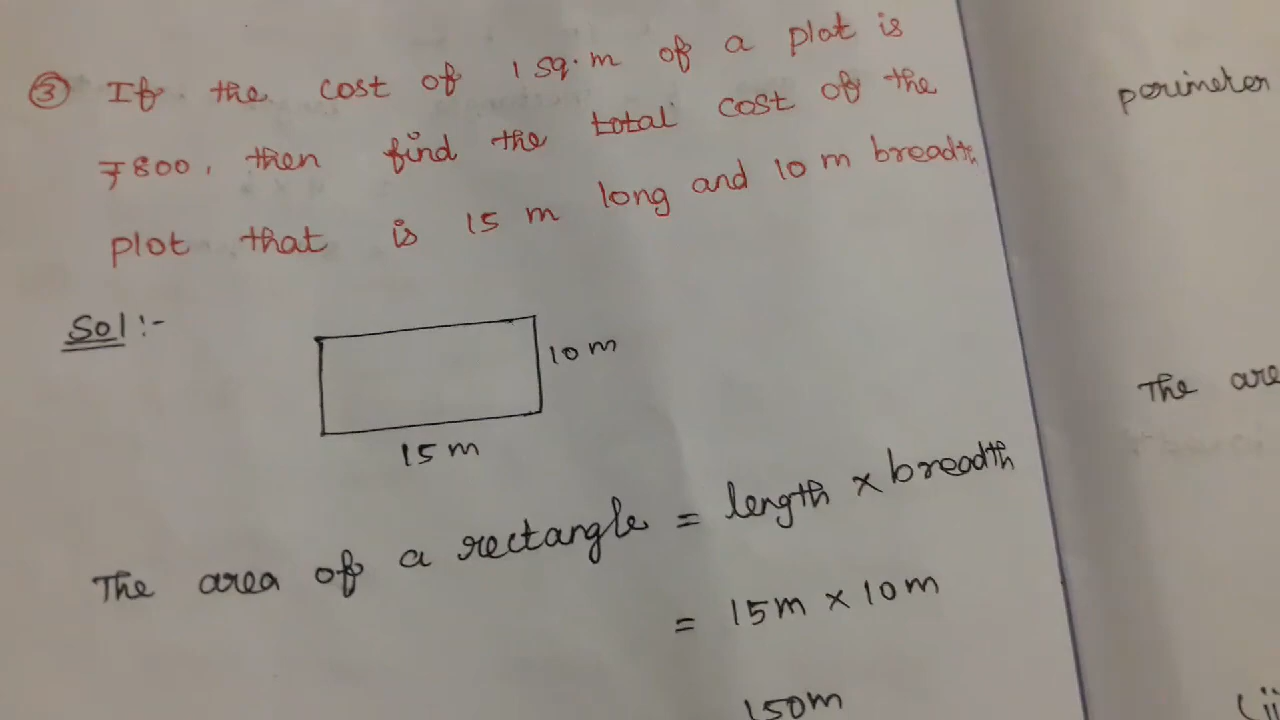 ③ If the cost of 1 sq.m of a plot is
₹800, then find the total cost of the
plot that is 15 m long and 10 m breadth
Sol :-
10 m
15 m
The area of a rectangle = length × breadth
= 15m × 10m
150m
perimeter
The are
(ii